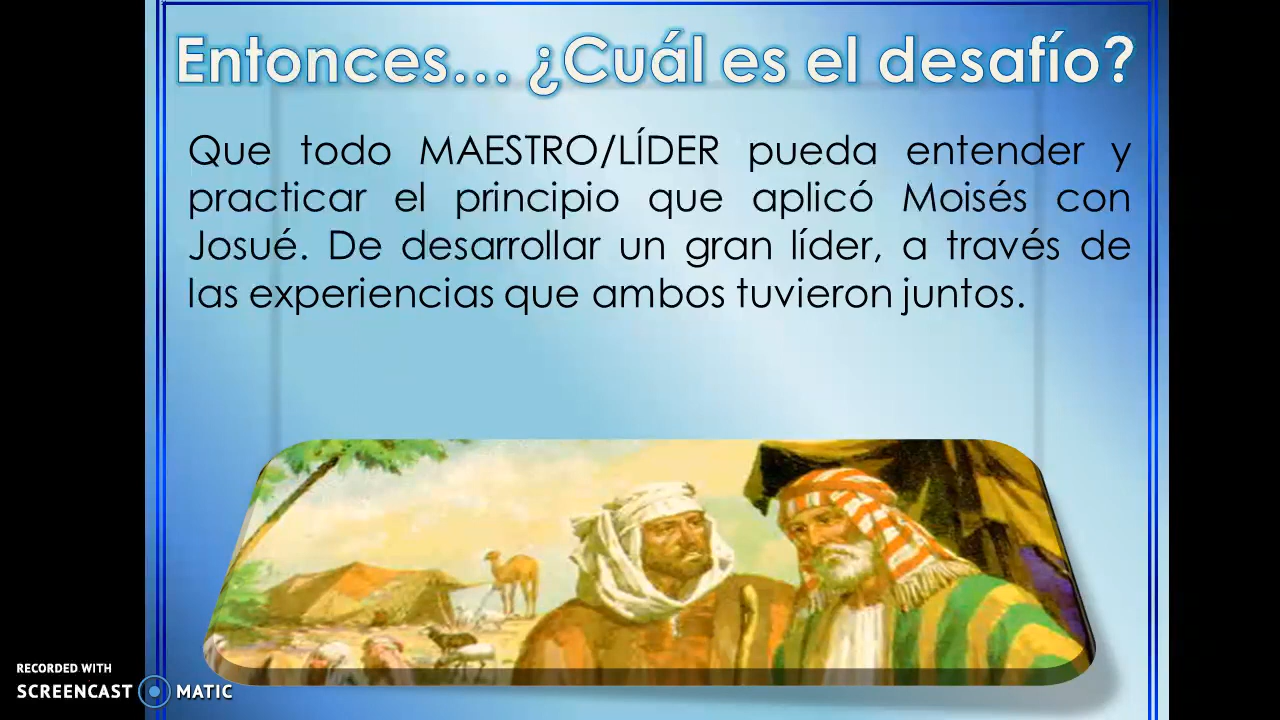 Entonces... ¿Cuál es el desafío?
Que todo MAESTRO/LÍDER pueda entender y
practicar el principio que aplicó Moisés con
Josué. De desarrollar un gran líder, a través de
las experiencias que ambos tuvieron juntos.
RECORDED WITH
SCREENCAST MATIC